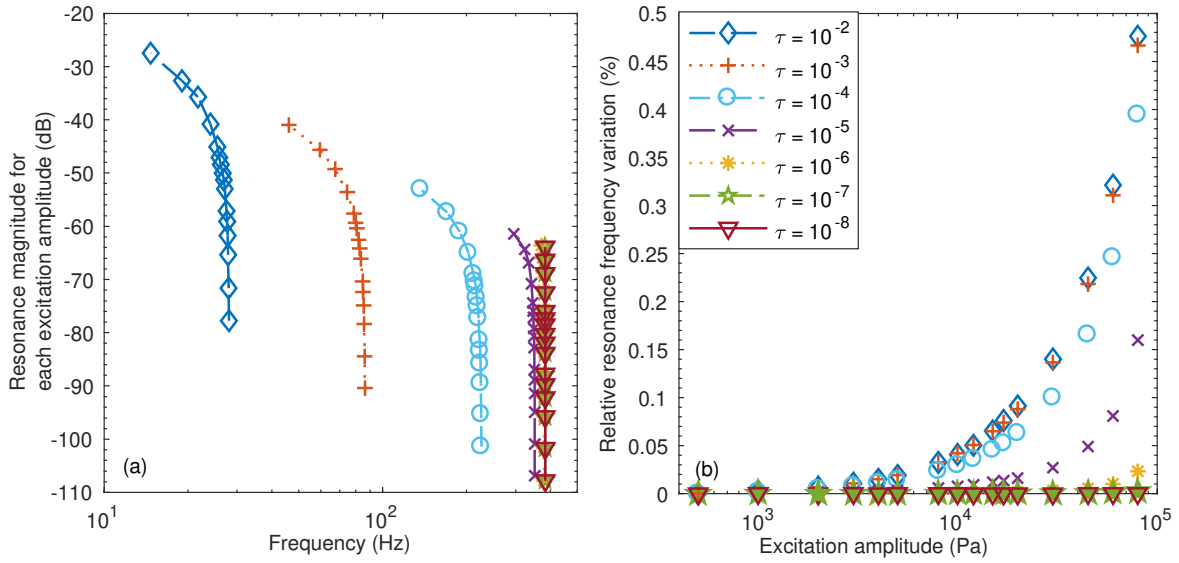 -20
-30
-40
-50
-60
-70
-80
-90
-100
-110
Resonance magnitude for
each excitation amplitude (dB)
(a)
10^1
10^2
Frequency (Hz)
0.5
0.45
0.4
0.35
0.3
0.25
0.2
0.15
0.1
0.05
0
Relative resonance frequency variation (%)
τ = 10^-2
τ = 10^-3
τ = 10^-4
τ = 10^-5
τ = 10^-6
τ = 10^-7
τ = 10^-8
(b)
10^3
10^4
10^5
Excitation amplitude (Pa)